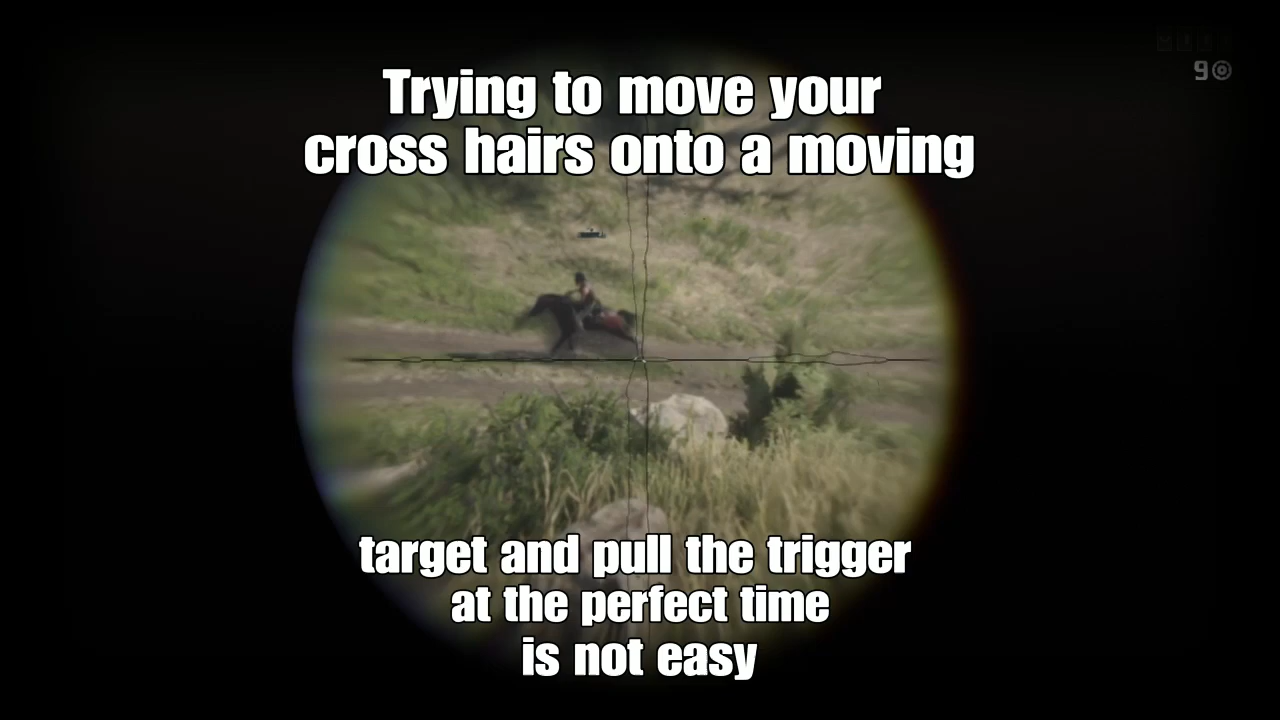 Trying to move your
cross hairs onto a moving
target and pull the trigger
at the perfect time
is not easy
90